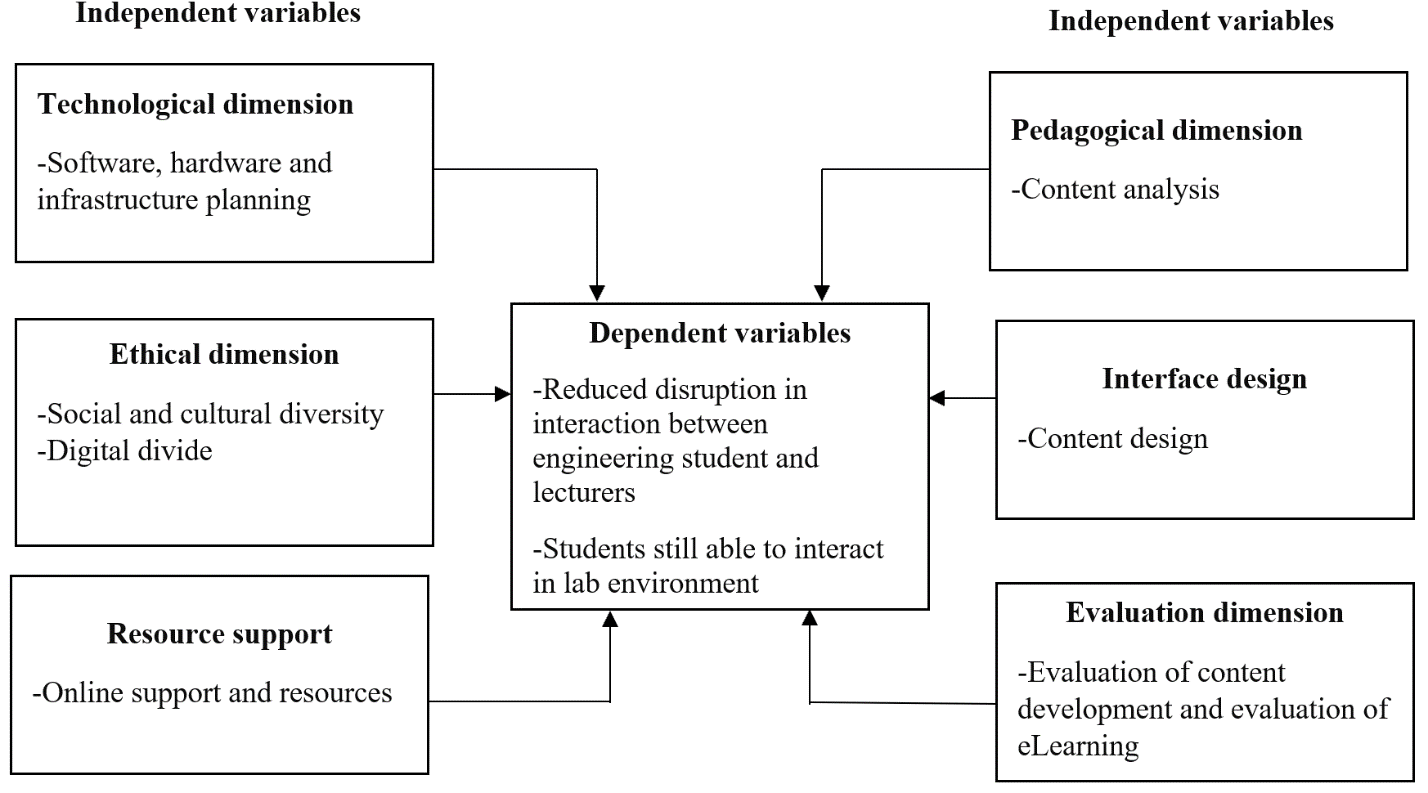 Independent variables
Independent variables
Technological dimension
-Software, hardware and
infrastructure planning
Pedagogical dimension
-Content analysis
Ethical dimension
-Social and cultural diversity
-Digital divide
Dependent variables
-Reduced disruption in
interaction between
engineering student and
lecturers
-Students still able to interact
in lab environment
Interface design
-Content design
Resource support
-Online support and resources
Evaluation dimension
-Evaluation of content
development and evaluation of
eLearning